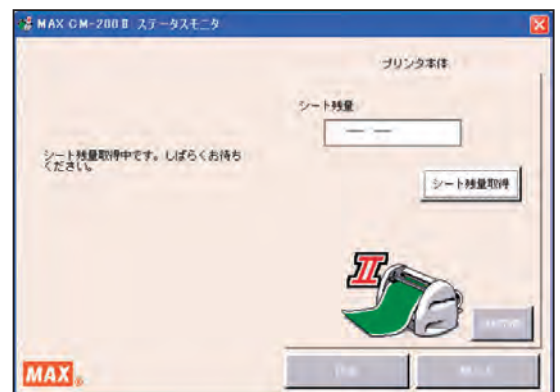 MAX CM-200Ⅱ ステータスモニタ
プリンタ本体
シート残量
-- --
シート残量取得中です。しばらくお待ち
ください。
シート残量取得
Ⅱ
MAX